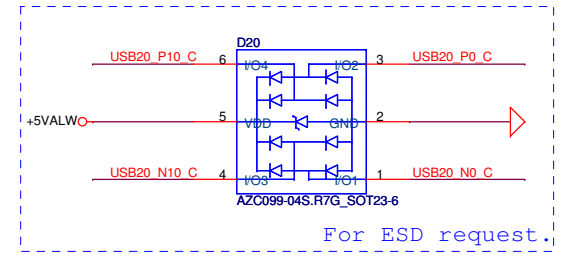 D20
USB20_P10_C 6 I/O4 I/O2 3 USB20_P0_C
+5VALW 5 VDD GND 2
USB20_N10_C 4 I/O3 I/O1 1 USB20_N0_C
AZC099-04S.R7G_SOT23-6
For ESD request.